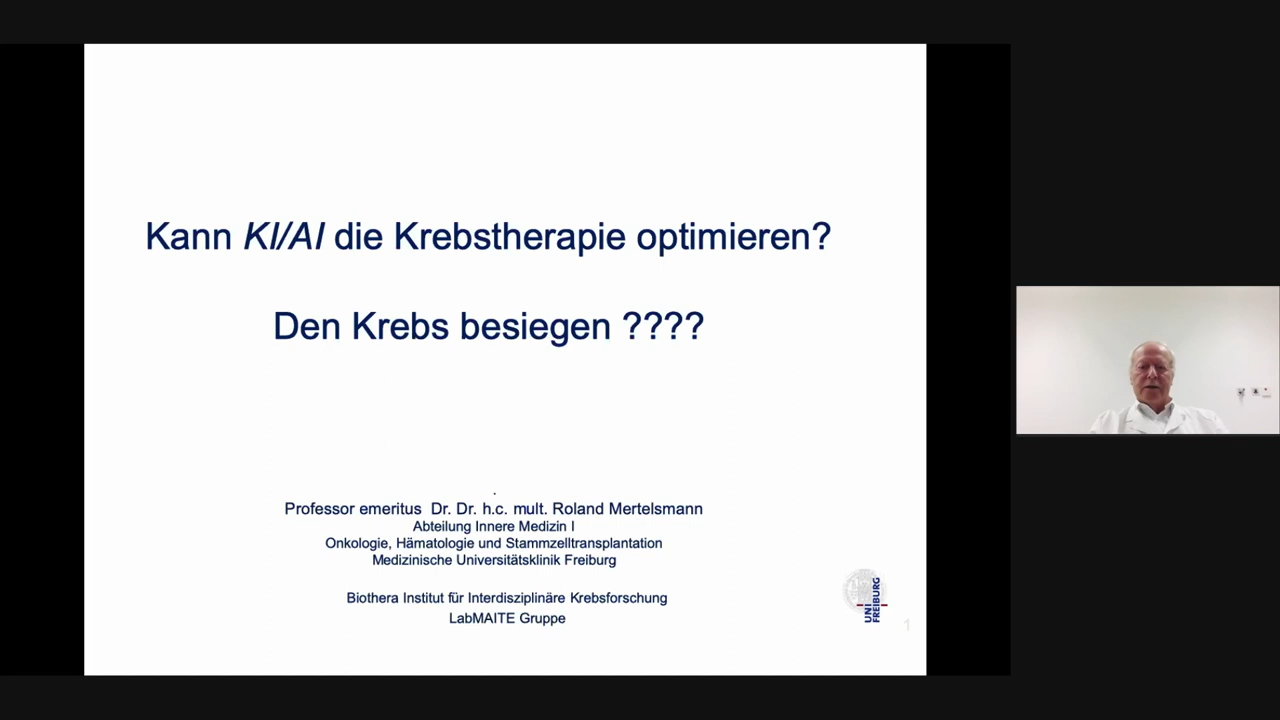 Kann KI/AI die Krebstherapie optimieren?
Den Krebs besiegen ????
Professor emeritus Dr. Dr. h.c. mult. Roland Mertelsmann
Abteilung Innere Medizin I
Onkologie, Hämatologie und Stammzelltransplantation
Medizinische Universitätsklinik Freiburg
Biothera Institut für Interdisziplinäre Krebsforschung
LabMAITE Gruppe
UNI
FREIBURG
1